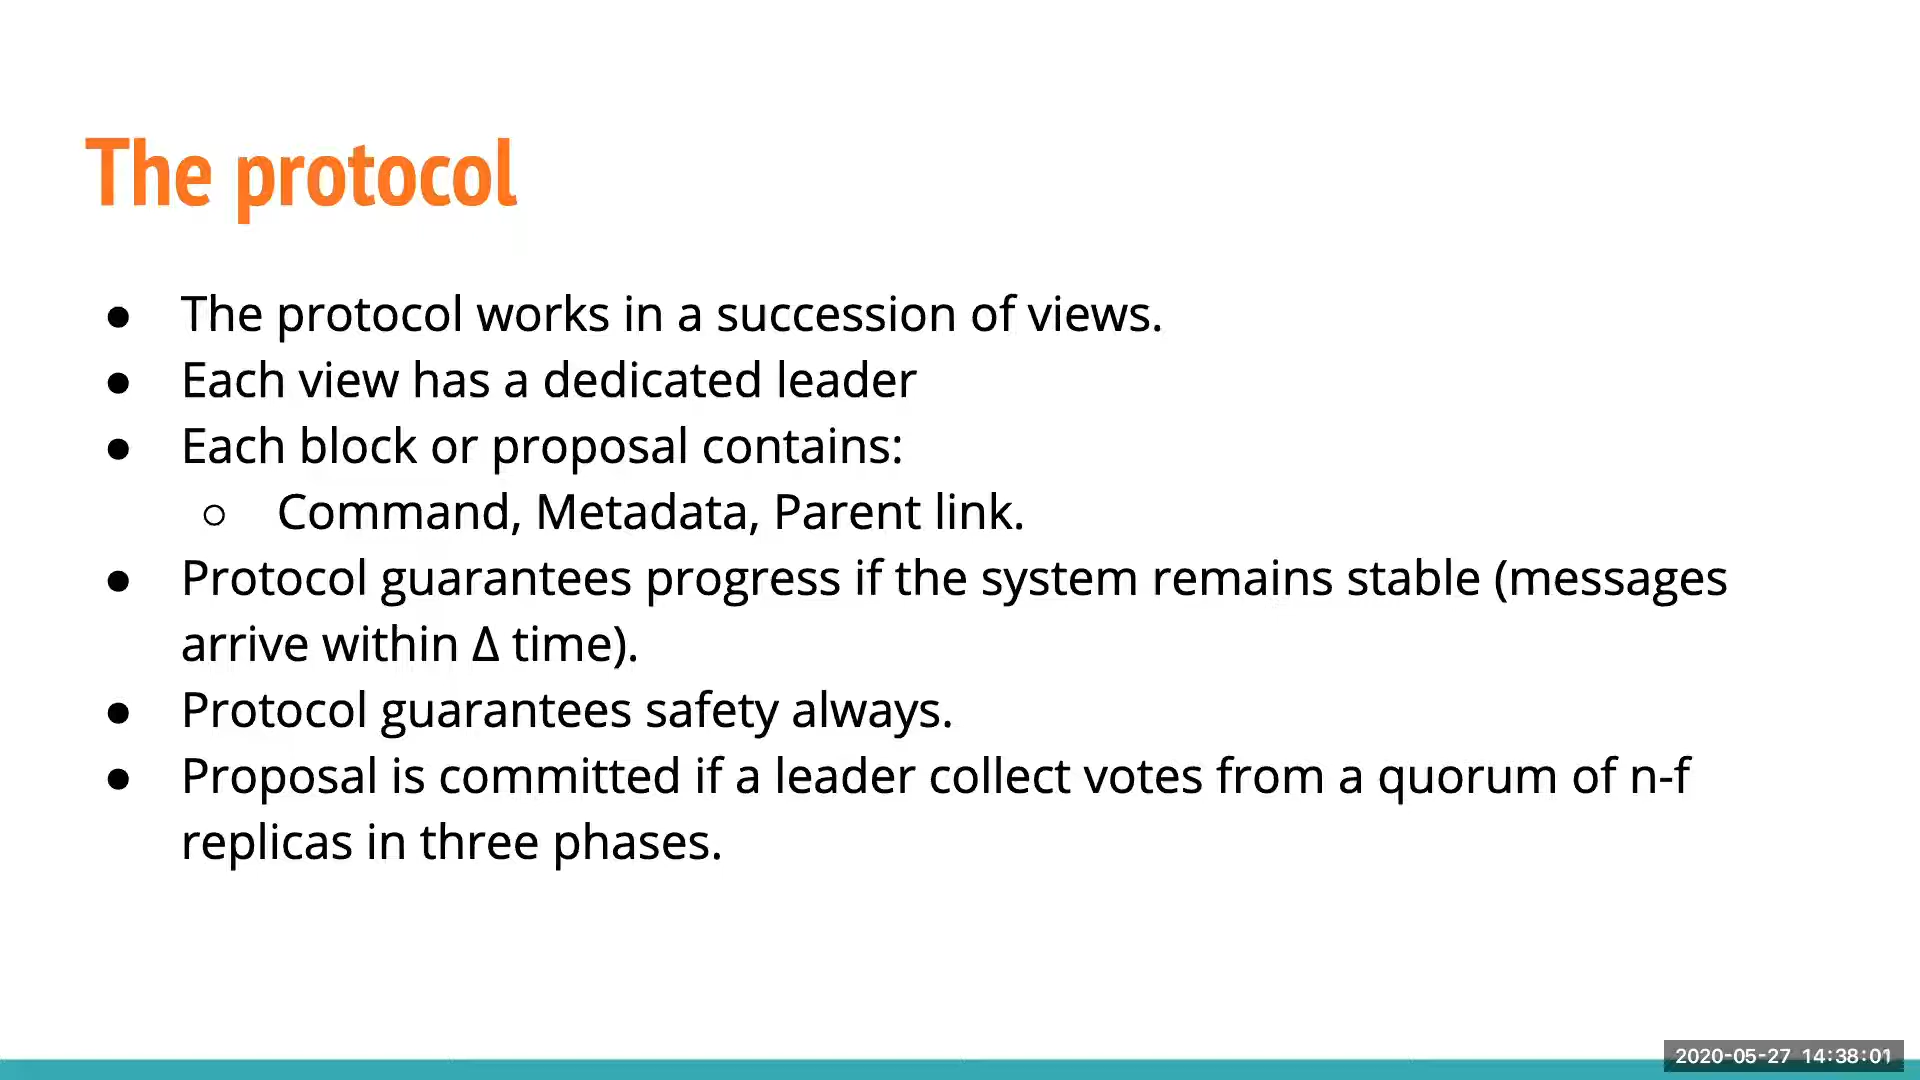 The protocol
● The protocol works in a succession of views.
● Each view has a dedicated leader
● Each block or proposal contains:
○ Command, Metadata, Parent link.
● Protocol guarantees progress if the system remains stable (messages
arrive within Δ time).
● Protocol guarantees safety always.
● Proposal is committed if a leader collect votes from a quorum of n-f
replicas in three phases.
2020-05-27 14:38:01